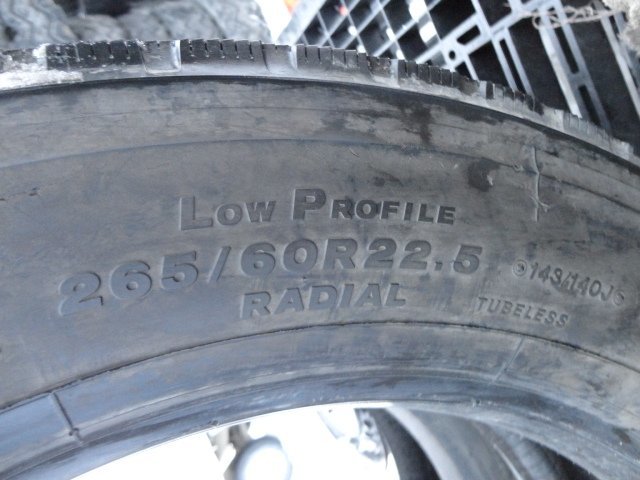 LOW PROFILE
265/60R22.5
RADIAL
143/140J
TUBELESS